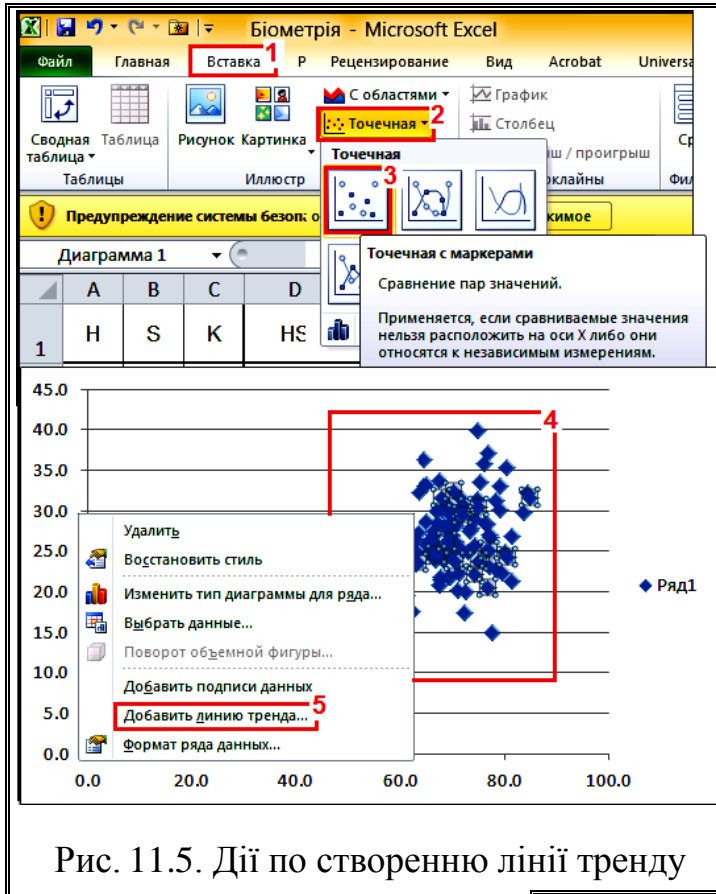 Біометрія - Microsoft Excel
Файл Главная Вставка 1 Р Рецензирование Вид Acrobat Universa
С областями График
Точечная 2 Столбец
Сводная таблица Таблица Рисунок Картинка ыш / проигрыш
Таблицы Иллюстр Точечная 3 рклайны Фил
Предупреждение системы безоп о кимое
Диаграмма 1
Точечная с маркерами
Сравнение пар значений.
Применяется, если сравниваемые значения
нельзя расположить на оси X либо они
относятся к независимым измерениям.
A B C D
1 H S K HS
45.0
40.0 4
35.0
30.0
25.0
20.0
15.0
10.0
5.0
0.0
Удалить
Восстановить стиль
Изменить тип диаграммы для ряда...
Выбрать данные...
Поворот объемной фигуры...
Добавить подписи данных
Добавить линию тренда... 5
Формат ряда данных...
Ряд1
0.0 20.0 40.0 60.0 80.0 100.0
Рис. 11.5. Дії по створенню лінії тренду